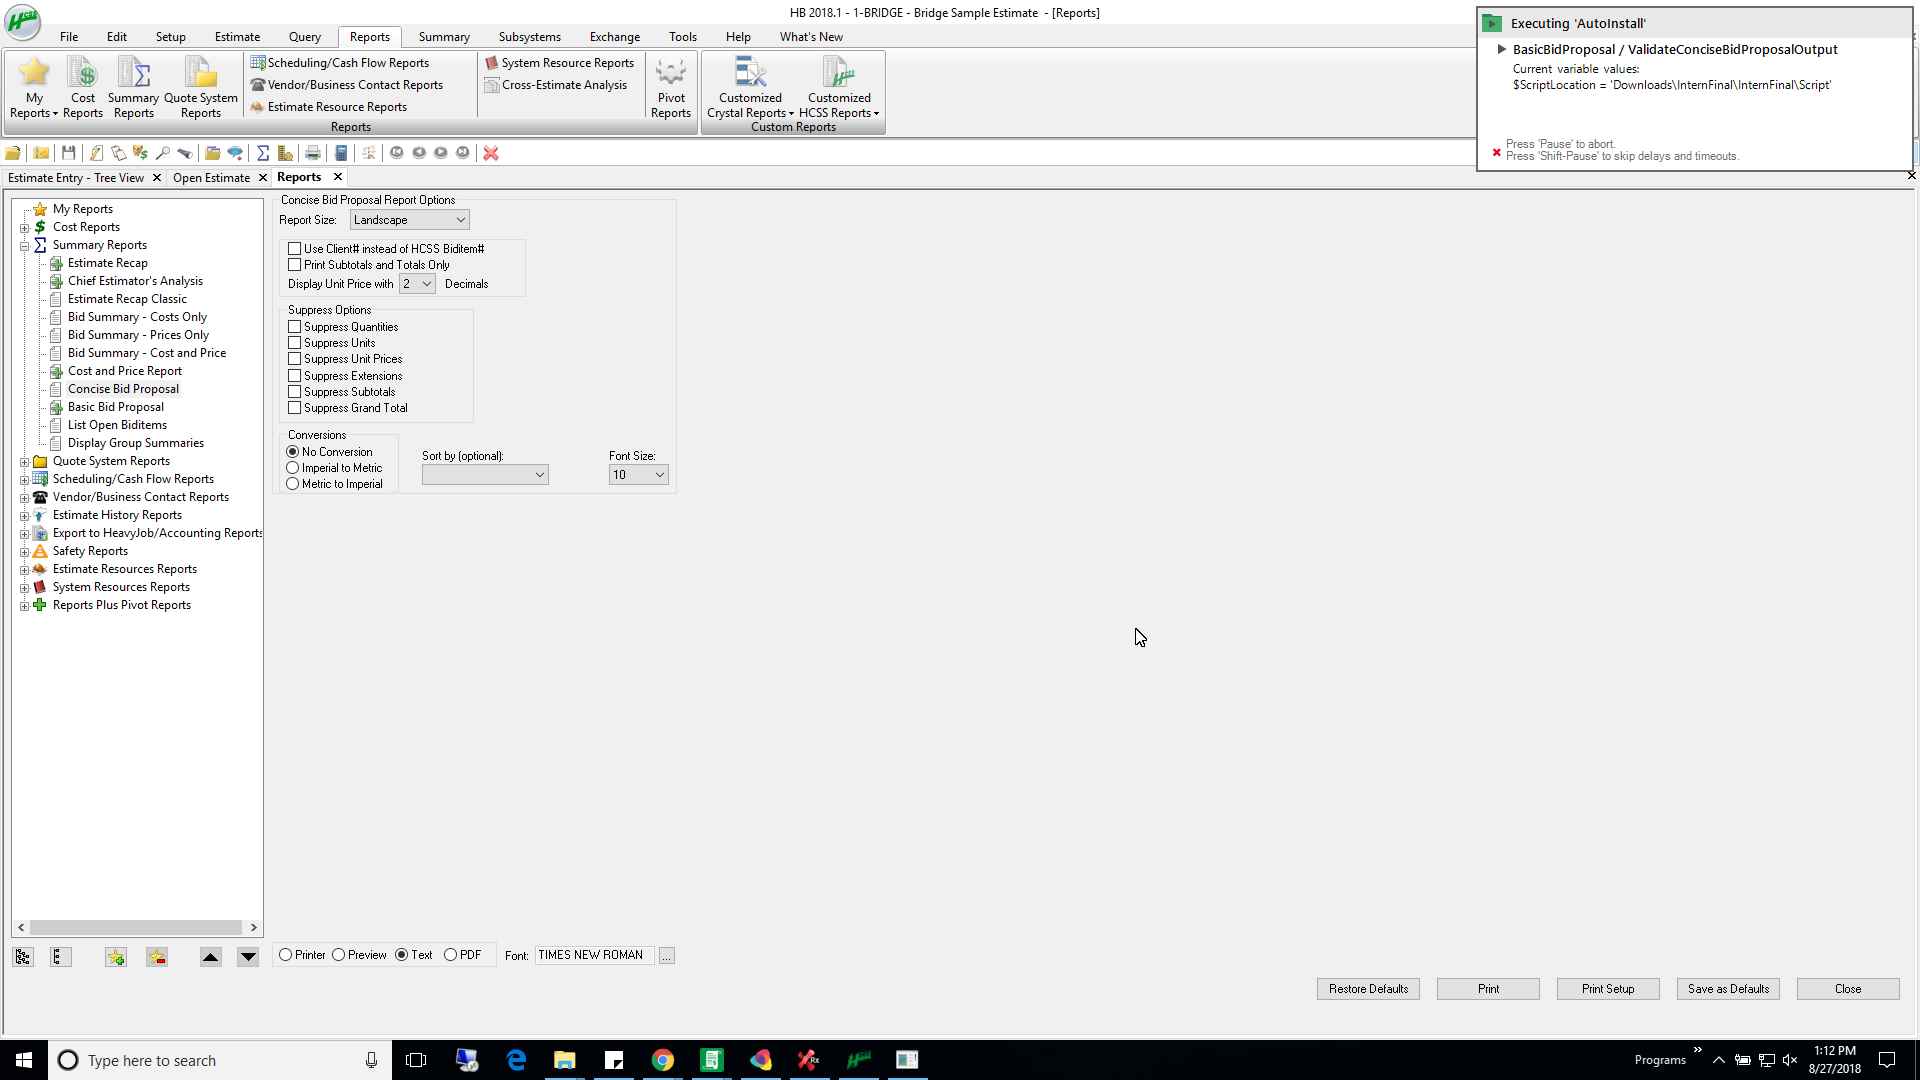 HB 2018.1 - 1-BRIDGE - Bridge Sample Estimate - [Reports]
HCSS
File Edit Setup Estimate Query Reports Summary Subsystems Exchange Tools Help What's New
My Reports
Cost Reports
Summary Reports
Quote System Reports
Scheduling/Cash Flow Reports
Vendor/Business Contact Reports
Estimate Resource Reports
System Resource Reports
Cross-Estimate Analysis
Pivot Reports
Reports
Customized Crystal Reports
Customized HCSS Reports
Custom Reports
Executing 'AutoInstall'
BasicBidProposal / ValidateConciseBidProposalOutput
Current variable values:
$ScriptLocation = 'Downloads\InternFinal\InternFinal\Script'
Press 'Pause' to abort.
Press 'Shift-Pause' to skip delays and timeouts.
Estimate Entry - Tree View Open Estimate Reports
My Reports
Cost Reports
Summary Reports
Estimate Recap
Chief Estimator's Analysis
Estimate Recap Classic
Bid Summary - Costs Only
Bid Summary - Prices Only
Bid Summary - Cost and Price
Cost and Price Report
Concise Bid Proposal
Basic Bid Proposal
List Open Biditems
Display Group Summaries
Quote System Reports
Scheduling/Cash Flow Reports
Vendor/Business Contact Reports
Estimate History Reports
Export to HeavyJob/Accounting Reports
Safety Reports
Estimate Resources Reports
System Resources Reports
Reports Plus Pivot Reports
Concise Bid Proposal Report Options
Report Size: Landscape
Use Client# instead of HCSS Biditem#
Print Subtotals and Totals Only
Display Unit Price with 2 Decimals
Suppress Options
Suppress Quantities
Suppress Units
Suppress Unit Prices
Suppress Extensions
Suppress Subtotals
Suppress Grand Total
Conversions
No Conversion
Imperial to Metric
Metric to Imperial
Sort by (optional):
Font Size:
10
Printer Preview Text PDF Font: TIMES NEW ROMAN ...
Restore Defaults Print Print Setup Save as Defaults Close
Type here to search
Programs
1:12 PM
8/27/2018